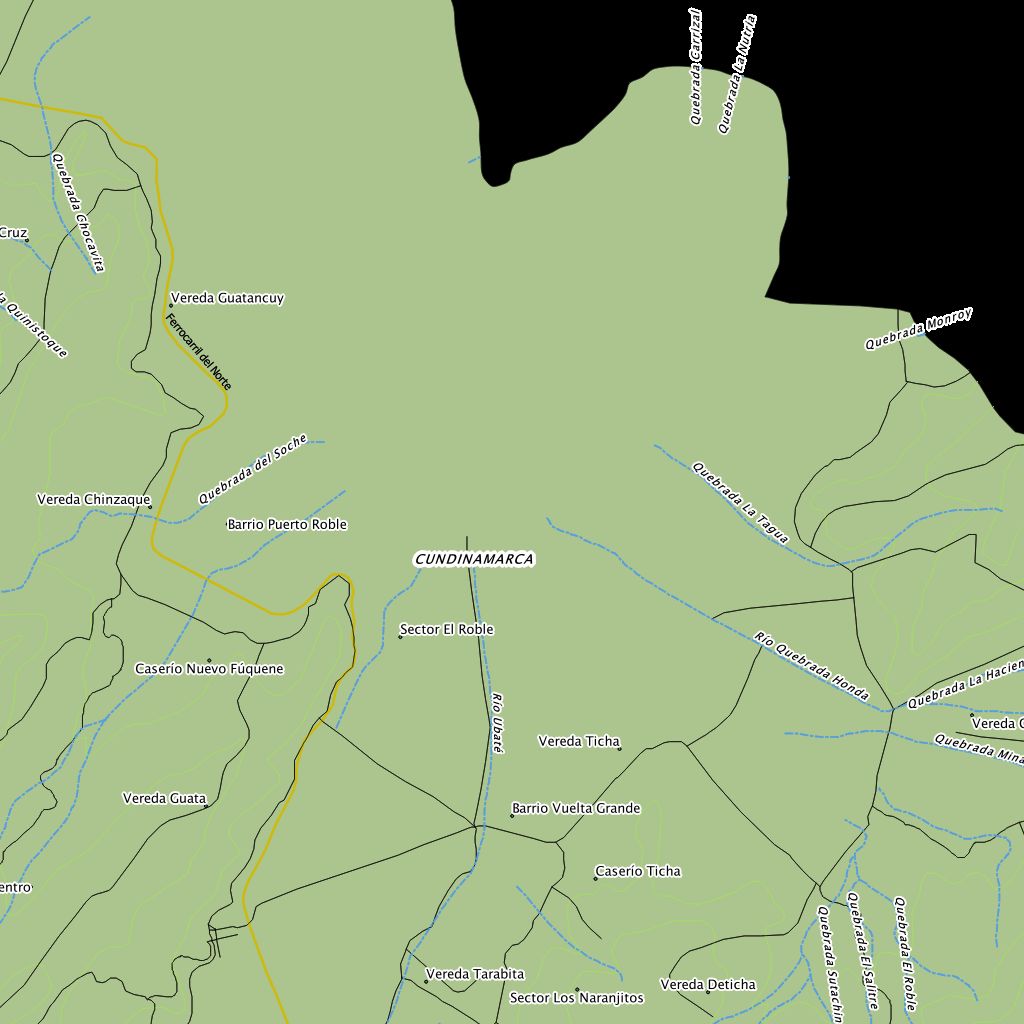 Quebrada Carrizal
Quebrada La Nutria
Quebrada Chocavita
Cruz
Vereda Guatancuy
la Quinistoque
Ferrocarril del Norte
Quebrada Monroy
Quebrada del Soche
Quebrada La Tagua
Vereda Chinzaque
Barrio Puerto Roble
CUNDINAMARCA
Sector El Roble
Río Quebrada Honda
Caserío Nuevo Fúquene
Quebrada La Hacien
Río Ubaté
Vereda C
Vereda Ticha
Quebrada Mina
Vereda Guata
Barrio Vuelta Grande
Caserío Ticha
entro
Quebrada Sutachin
Quebrada El Salitre
Quebrada El Roble
Vereda Tarabita
Vereda Deticha
Sector Los Naranjitos